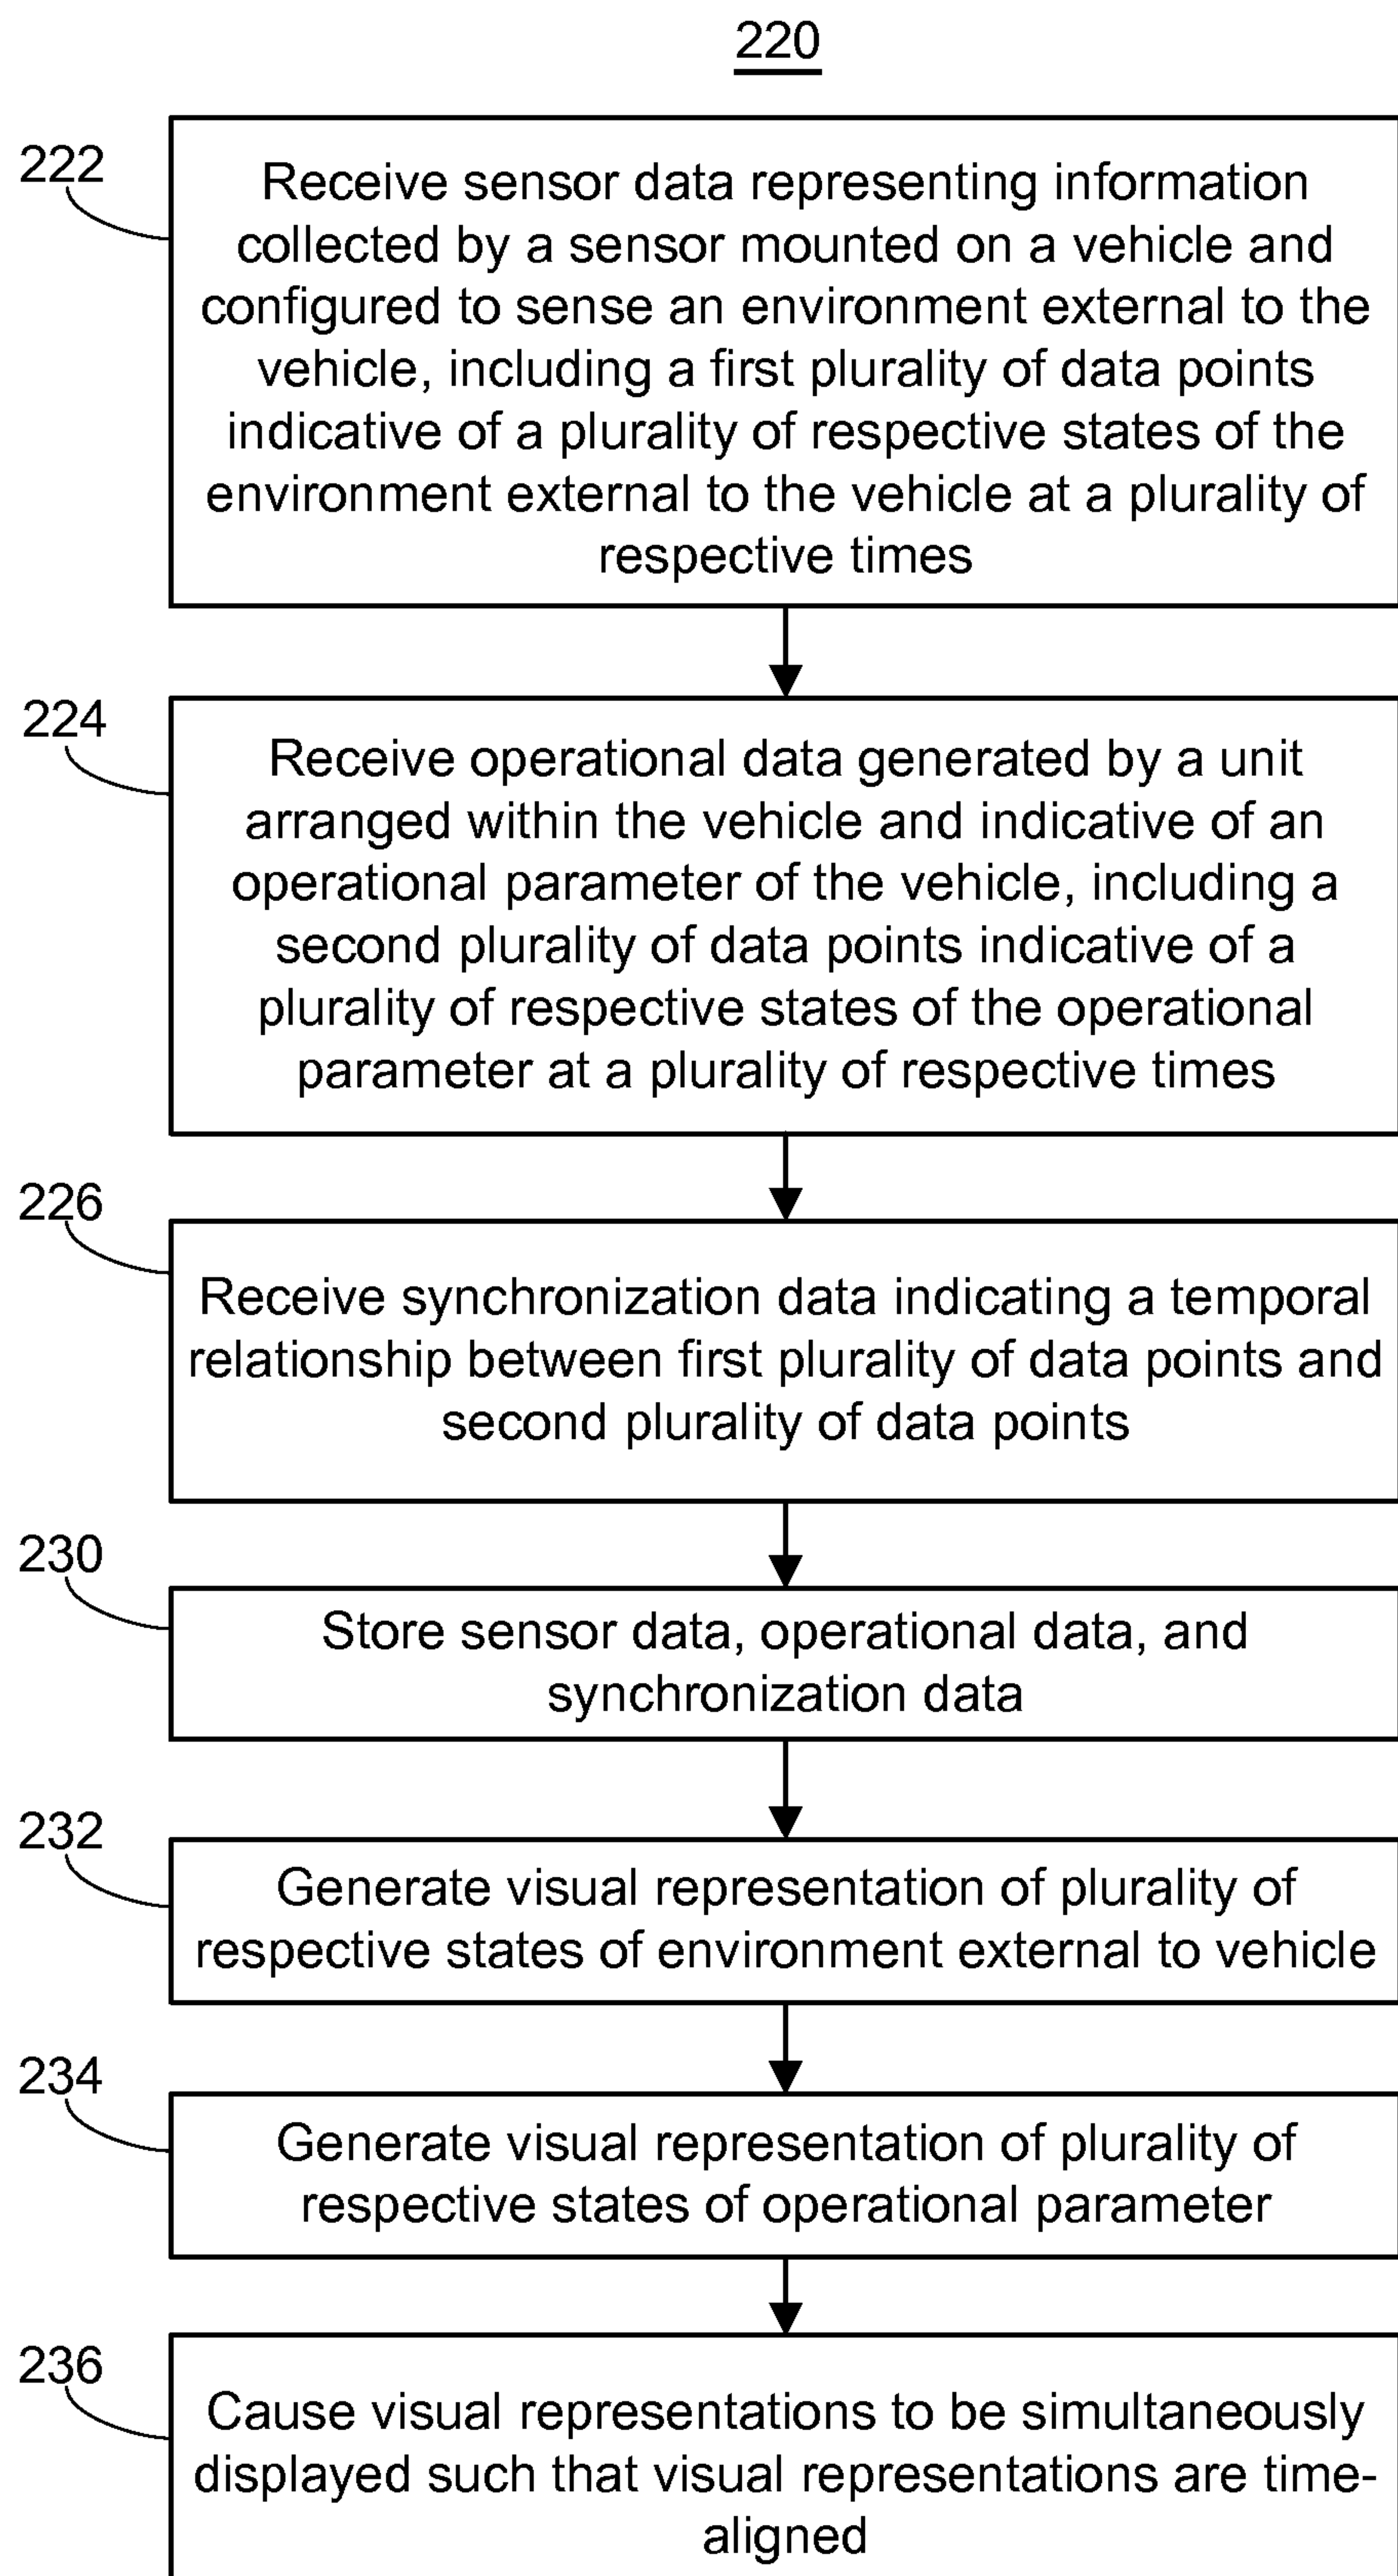 220
222
Receive sensor data representing information
collected by a sensor mounted on a vehicle and
configured to sense an environment external to the
vehicle, including a first plurality of data points
indicative of a plurality of respective states of the
environment external to the vehicle at a plurality of
respective times
224
Receive operational data generated by a unit
arranged within the vehicle and indicative of an
operational parameter of the vehicle, including a
second plurality of data points indicative of a
plurality of respective states of the operational
parameter at a plurality of respective times
226
Receive synchronization data indicating a temporal
relationship between first plurality of data points and
second plurality of data points
230
Store sensor data, operational data, and
synchronization data
232
Generate visual representation of plurality of
respective states of environment external to vehicle
234
Generate visual representation of plurality of
respective states of operational parameter
236
Cause visual representations to be simultaneously
displayed such that visual representations are time-
aligned